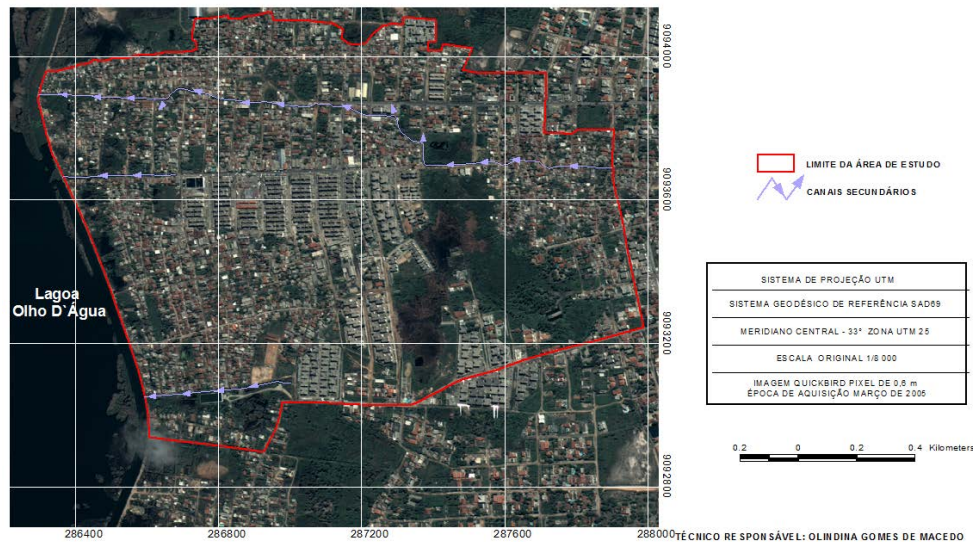 9094000
LIMITE DA ÁREA DE ESTUDO
CANAIS SECUNDÁRIOS
9093600
SISTEMA DE PROJEÇÃO UTM
SISTEMA GEODÉSICO DE REFERÊNCIA SAD69
MERIDIANO CENTRAL - 33° ZONA UTM 25
ESCALA ORIGINAL 1/8 000
IMAGEM QUICKBIRD PIXEL DE 0,6 m
ÉPOCA DE AQUISIÇÃO MARÇO DE 2005
Lagoa
Olho D`Água
9093200
0.2 0 0.2 0.4 Kilometers
9092800
286400 286800 287200 287600 288000
TÉCNICO RESPONSÁVEL: OLINDINA GOMES DE MACEDO